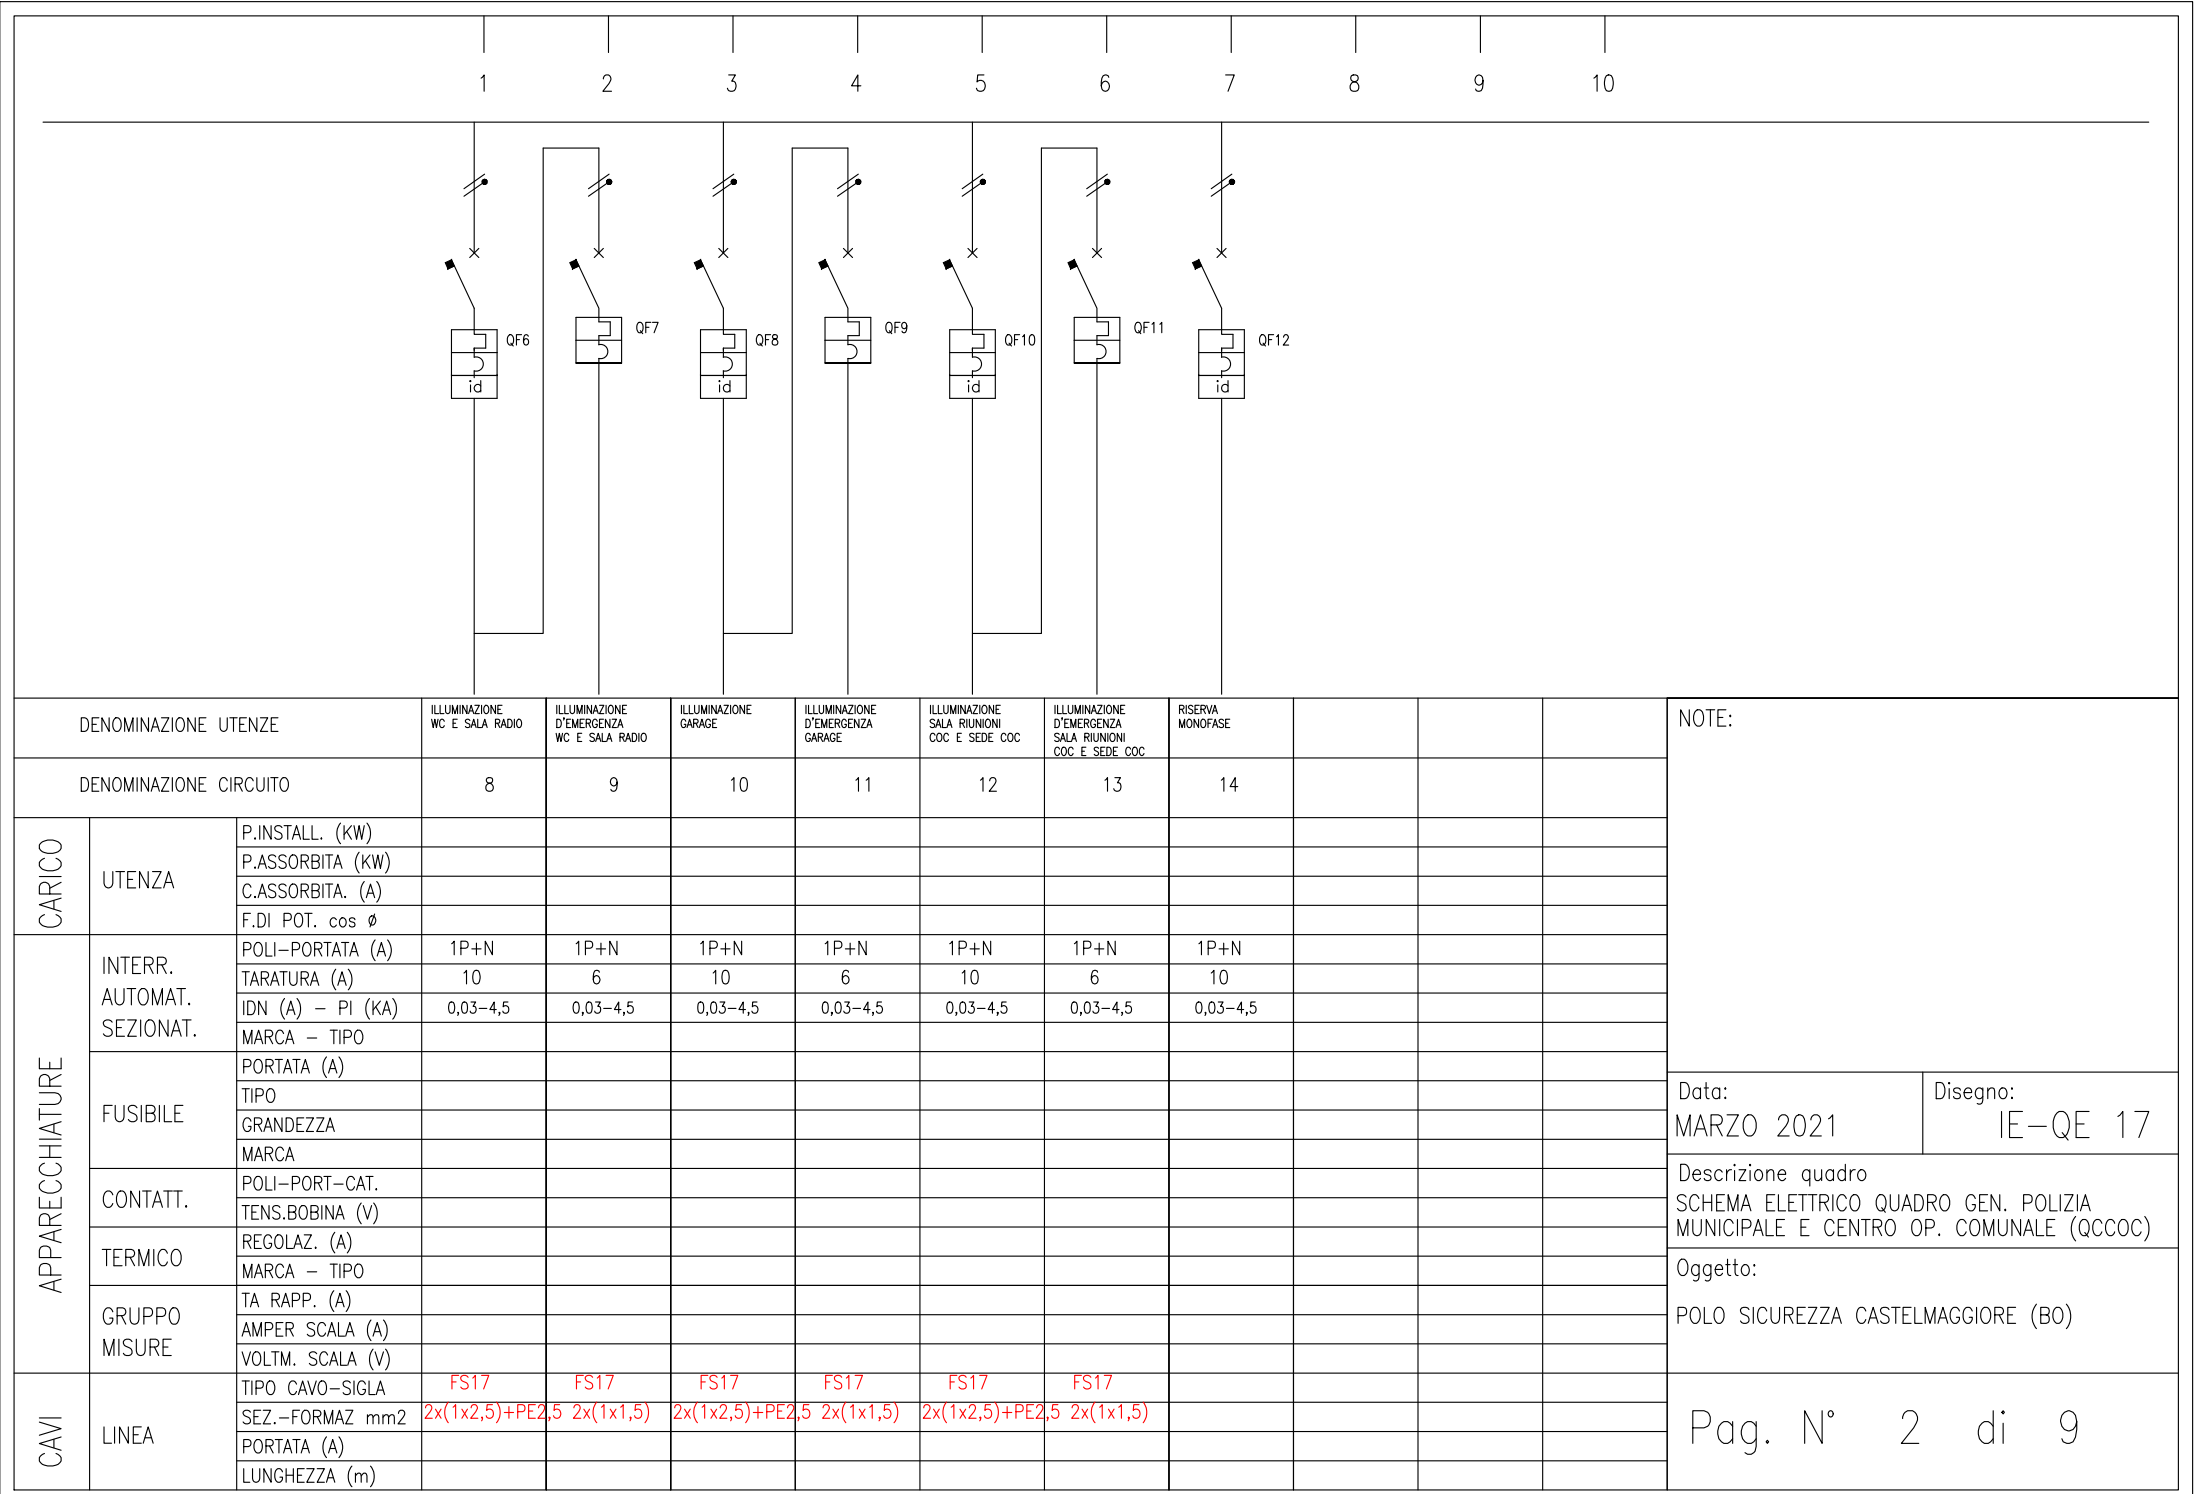 1 2 3 4 5 6 7 8 9 10
QF6 QF7 QF8 QF9 QF10 QF11 QF12
id id id id
DENOMINAZIONE UTENZE
ILLUMINAZIONE
WC E SALA RADIO
ILLUMINAZIONE
D'EMERGENZA
WC E SALA RADIO
ILLUMINAZIONE
GARAGE
ILLUMINAZIONE
D'EMERGENZA
GARAGE
ILLUMINAZIONE
SALA RIUNIONI
COC E SEDE COC
ILLUMINAZIONE
D'EMERGENZA
SALA RIUNIONI
COC E SEDE COC
RISERVA
MONOFASE
DENOMINAZIONE CIRCUITO 8 9 10 11 12 13 14
CARICO
UTENZA
P.INSTALL. (KW)
P.ASSORBITA (KW)
C.ASSORBITA. (A)
F.DI POT. cos ø
APPARECCHIATURE
INTERR.
AUTOMAT.
SEZIONAT.
POLI-PORTATA (A) 1P+N 1P+N 1P+N 1P+N 1P+N 1P+N 1P+N
TARATURA (A) 10 6 10 6 10 6 10
IDN (A) - PI (KA) 0,03-4,5 0,03-4,5 0,03-4,5 0,03-4,5 0,03-4,5 0,03-4,5 0,03-4,5
MARCA - TIPO
FUSIBILE
PORTATA (A)
TIPO
GRANDEZZA
MARCA
CONTATT.
POLI-PORT-CAT.
TENS.BOBINA (V)
TERMICO
REGOLAZ. (A)
MARCA - TIPO
GRUPPO
MISURE
TA RAPP. (A)
AMPER SCALA (A)
VOLTM. SCALA (V)
CAVI
LINEA
TIPO CAVO-SIGLA FS17 FS17 FS17 FS17 FS17 FS17
SEZ.-FORMAZ mm2 2x(1x2,5)+PE2,5 2x(1x1,5) 2x(1x2,5)+PE2,5 2x(1x1,5) 2x(1x2,5)+PE2,5 2x(1x1,5)
PORTATA (A)
LUNGHEZZA (m)
NOTE:
Data:
MARZO 2021
Disegno:
IE-QE 17
Descrizione quadro
SCHEMA ELETTRICO QUADRO GEN. POLIZIA
MUNICIPALE E CENTRO OP. COMUNALE (QCCOC)
Oggetto:
POLO SICUREZZA CASTELMAGGIORE (BO)
Pag. N° 2 di 9